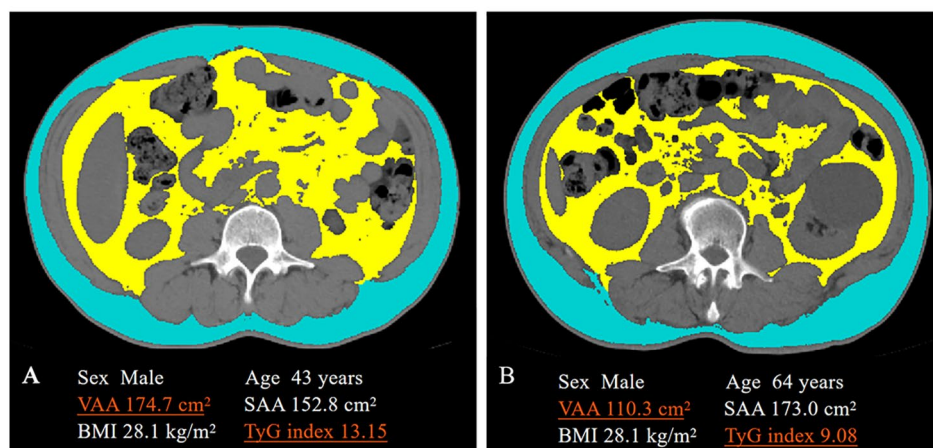 A
Sex Male Age 43 years
VAA 174.7 cm² SAA 152.8 cm²
BMI 28.1 kg/m² TyG index 13.15
B
Sex Male Age 64 years
VAA 110.3 cm² SAA 173.0 cm²
BMI 28.1 kg/m² TyG index 9.08